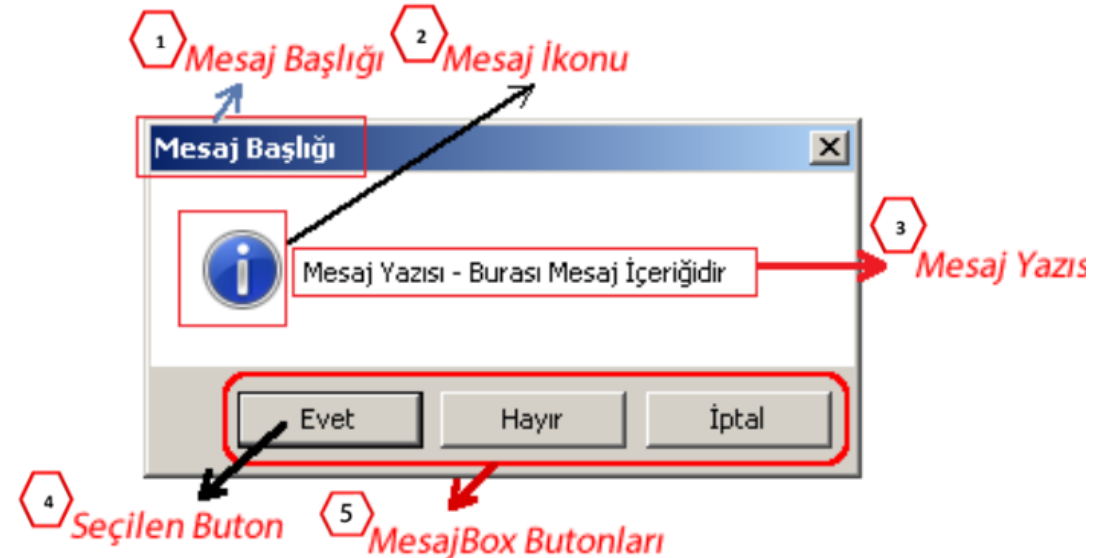 1 Mesaj Başlığı
2 Mesaj İkonu
Mesaj Başlığı
3 Mesaj Yazıs
Mesaj Yazısı - Burası Mesaj İçeriğidir
Evet
Hayır
İptal
4 Seçilen Buton
5 MesajBox Butonları